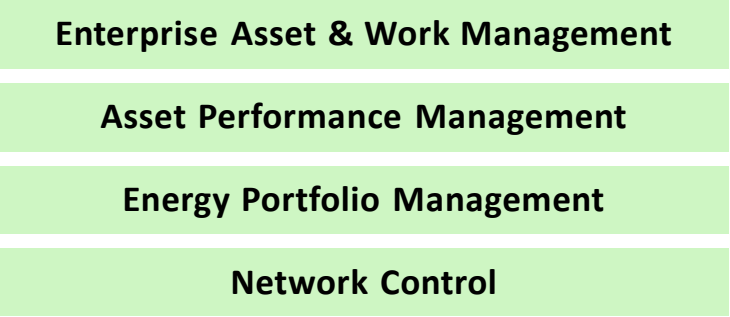 Enterprise Asset & Work Management
Asset Performance Management
Energy Portfolio Management
Network Control